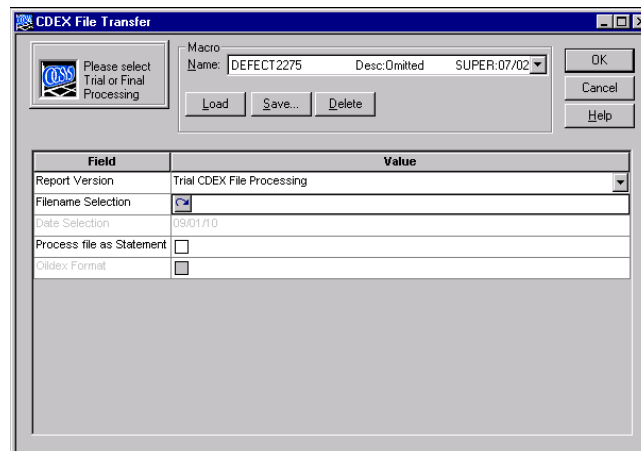 CDEX File Transfer
Please select
Trial or Final
Processing
Macro
Name: DEFECT2275 Desc:Omitted SUPER:07/02
Load Save... Delete
OK
Cancel
Help
Field Value
Report Version Trial CDEX File Processing
Filename Selection
Date Selection 09/01/10
Process file as Statement
Oildex Format